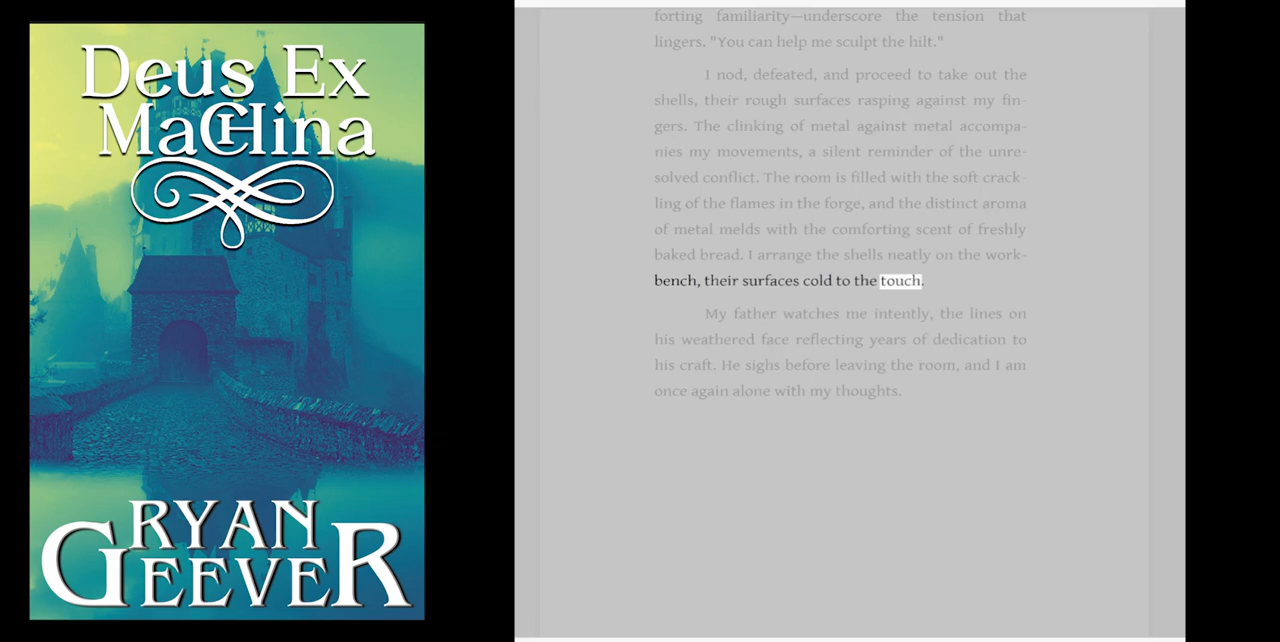 Deus Ex
Machina
RYAN
GEEVER
forting familiarity—underscore the tension that
lingers. "You can help me sculpt the hilt."
I nod, defeated, and proceed to take out the
shells, their rough surfaces rasping against my fin-
gers. The clinking of metal against metal accompa-
nies my movements, a silent reminder of the unre-
solved conflict. The room is filled with the soft crack-
ling of the flames in the forge, and the distinct aroma
of metal melds with the comforting scent of freshly
baked bread. I arrange the shells neatly on the work-
bench, their surfaces cold to the touch.
My father watches me intently, the lines on
his weathered face reflecting years of dedication to
his craft. He sighs before leaving the room, and I am
once again alone with my thoughts.